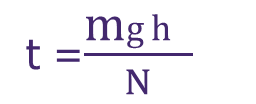 t = mgh
N